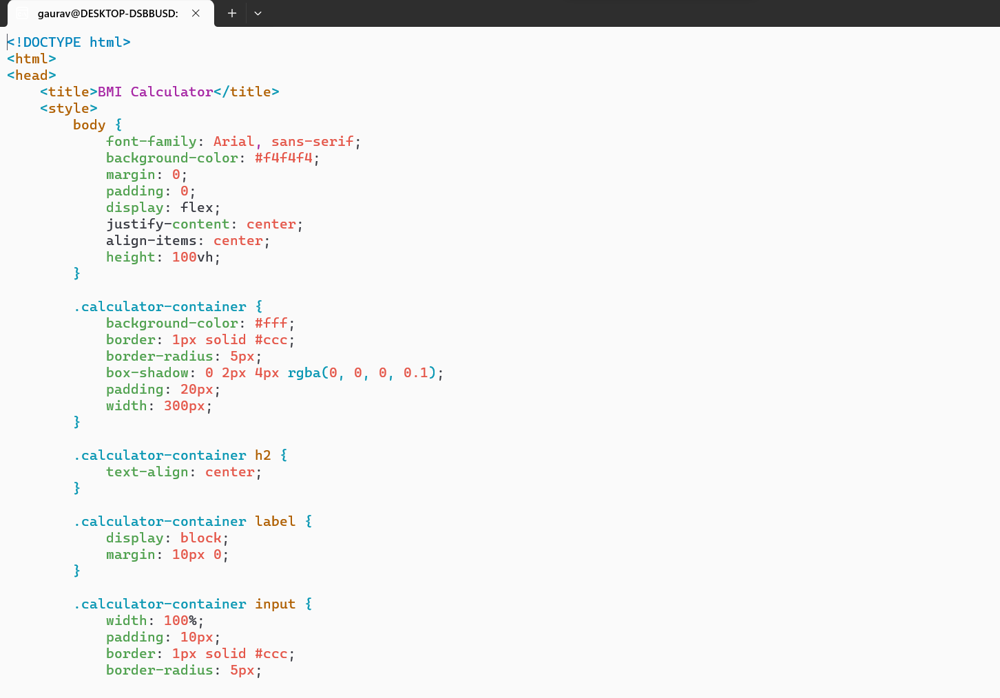 gaurav@DESKTOP-DSBBUSD:
<!DOCTYPE html>
<html>
<head>
    <title>BMI Calculator</title>
    <style>
        body {
            font-family: Arial, sans-serif;
            background-color: #f4f4f4;
            margin: 0;
            padding: 0;
            display: flex;
            justify-content: center;
            align-items: center;
            height: 100vh;
        }

        .calculator-container {
            background-color: #fff;
            border: 1px solid #ccc;
            border-radius: 5px;
            box-shadow: 0 2px 4px rgba(0, 0, 0, 0.1);
            padding: 20px;
            width: 300px;
        }

        .calculator-container h2 {
            text-align: center;
        }

        .calculator-container label {
            display: block;
            margin: 10px 0;
        }

        .calculator-container input {
            width: 100%;
            padding: 10px;
            border: 1px solid #ccc;
            border-radius: 5px;